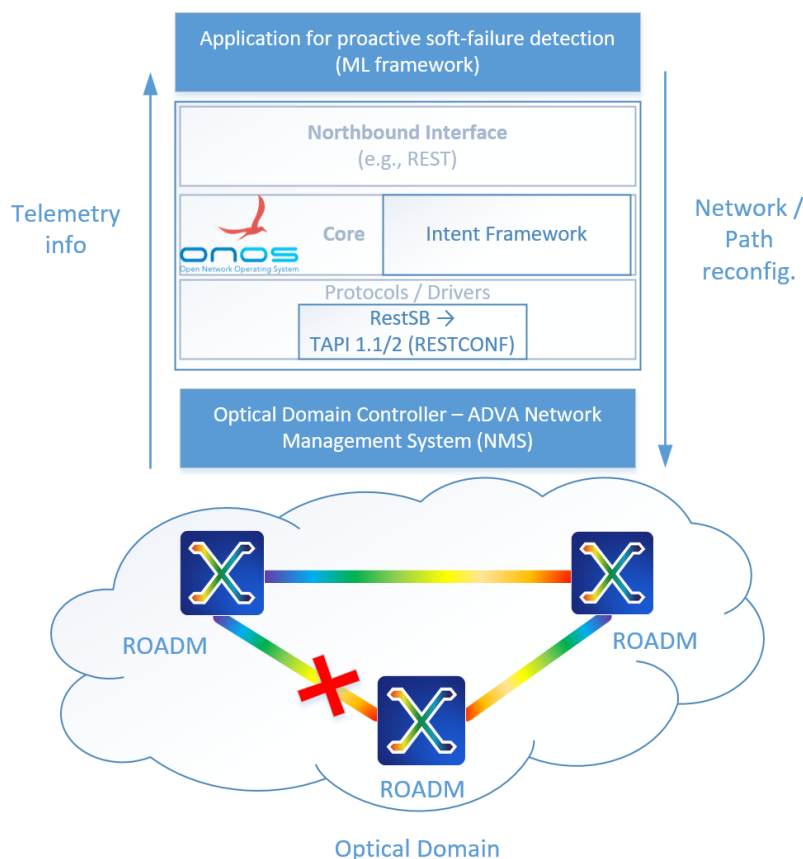 Application for proactive soft-failure detection
(ML framework)
Northbound Interface
(e.g., REST)
Telemetry
info
onos
Open Network Operating System
Core
Intent Framework
Network /
Path
reconfig.
Protocols / Drivers
RestSB →
TAPI 1.1/2 (RESTCONF)
Optical Domain Controller – ADVA Network
Management System (NMS)
ROADM
ROADM
ROADM
Optical Domain